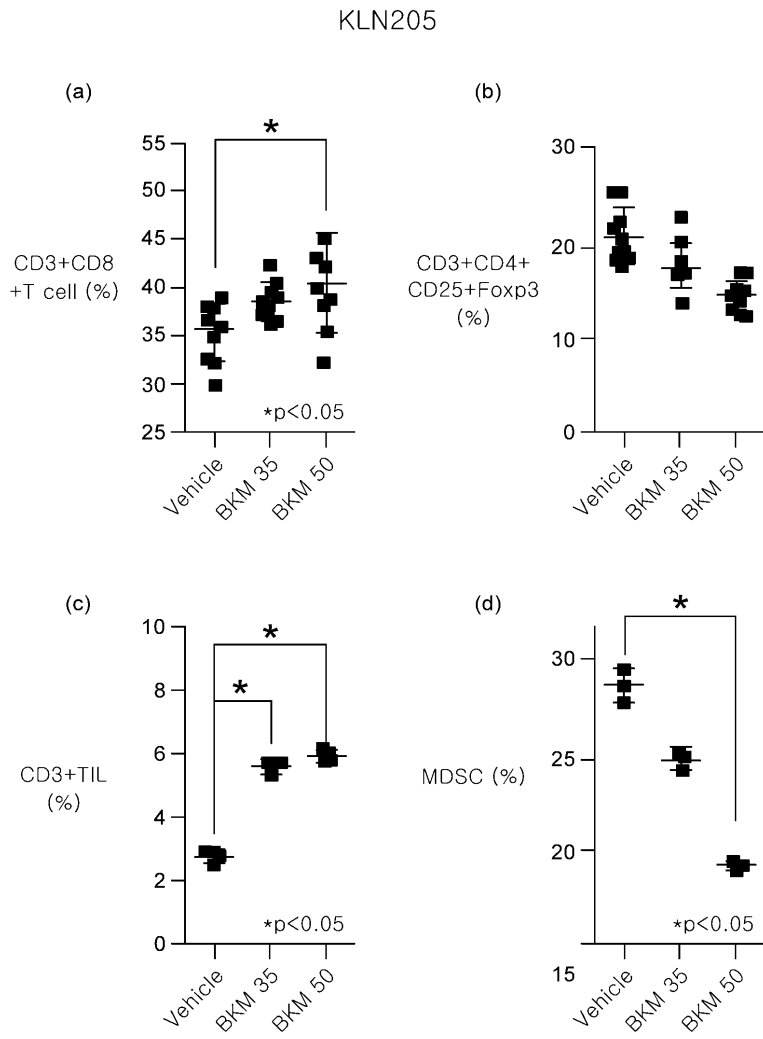 KLN205
(a)
*
55
50
45
40
35
30
25
CD3+CD8
+T cell (%)
*p<0.05
Vehicle
BKM 35
BKM 50
(b)
30
20
10
0
CD3+CD4+
CD25+Foxp3
(%)
Vehicle
BKM 35
BKM 50
(c)
*
*
10
8
6
4
2
0
CD3+TIL
(%)
*p<0.05
Vehicle
BKM 35
BKM 50
(d)
*
30
25
20
15
MDSC (%)
*p<0.05
Vehicle
BKM 35
BKM 50